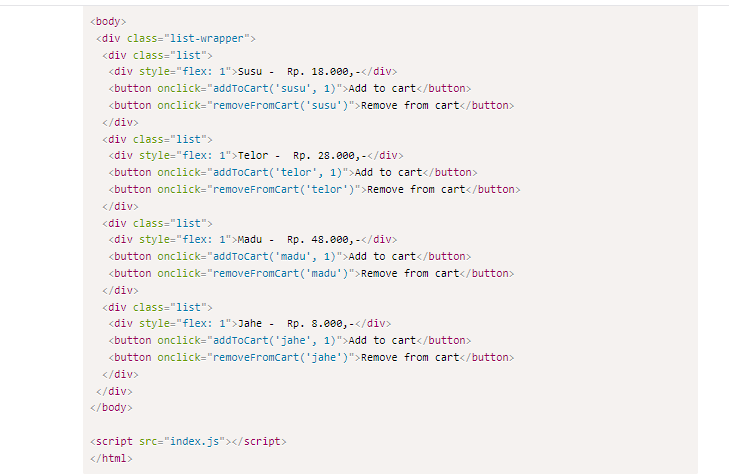 <body>
<div class="list-wrapper">
<div class="list">
<div style="flex: 1">Susu -  Rp. 18.000,-</div>
<button onclick="addToCart('susu', 1)">Add to cart</button>
<button onclick="removeFromCart('susu')">Remove from cart</button>
</div>
<div class="list">
<div style="flex: 1">Telor -  Rp. 28.000,-</div>
<button onclick="addToCart('telor', 1)">Add to cart</button>
<button onclick="removeFromCart('telor')">Remove from cart</button>
</div>
<div class="list">
<div style="flex: 1">Madu -  Rp. 48.000,-</div>
<button onclick="addToCart('madu', 1)">Add to cart</button>
<button onclick="removeFromCart('madu')">Remove from cart</button>
</div>
<div class="list">
<div style="flex: 1">Jahe -  Rp. 8.000,-</div>
<button onclick="addToCart('jahe', 1)">Add to cart</button>
<button onclick="removeFromCart('jahe')">Remove from cart</button>
</div>
</div>
</body>
<script src="index.js"></script>
</html>